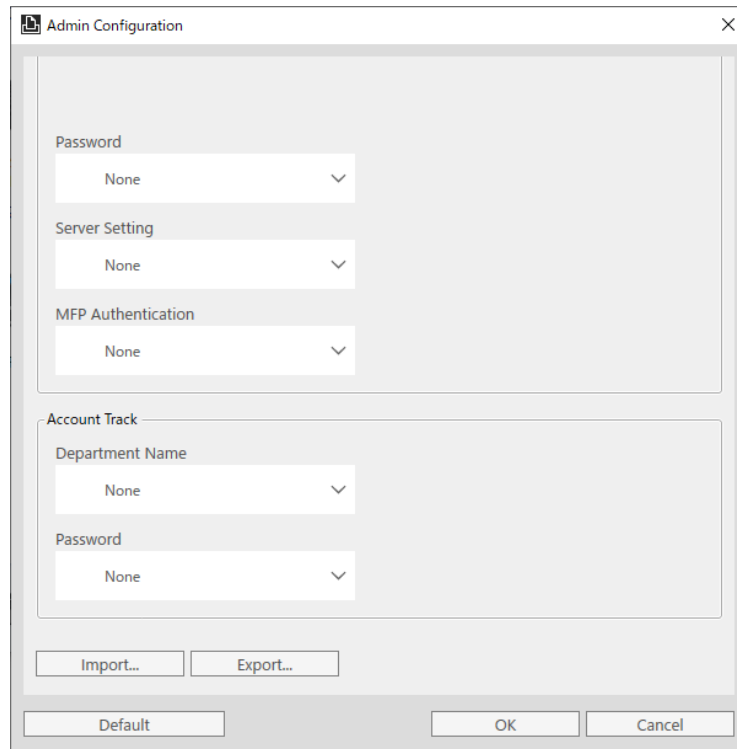 Admin Configuration
Password
None
Server Setting
None
MFP Authentication
None
Account Track
Department Name
None
Password
None
Import...
Export...
Default
OK
Cancel